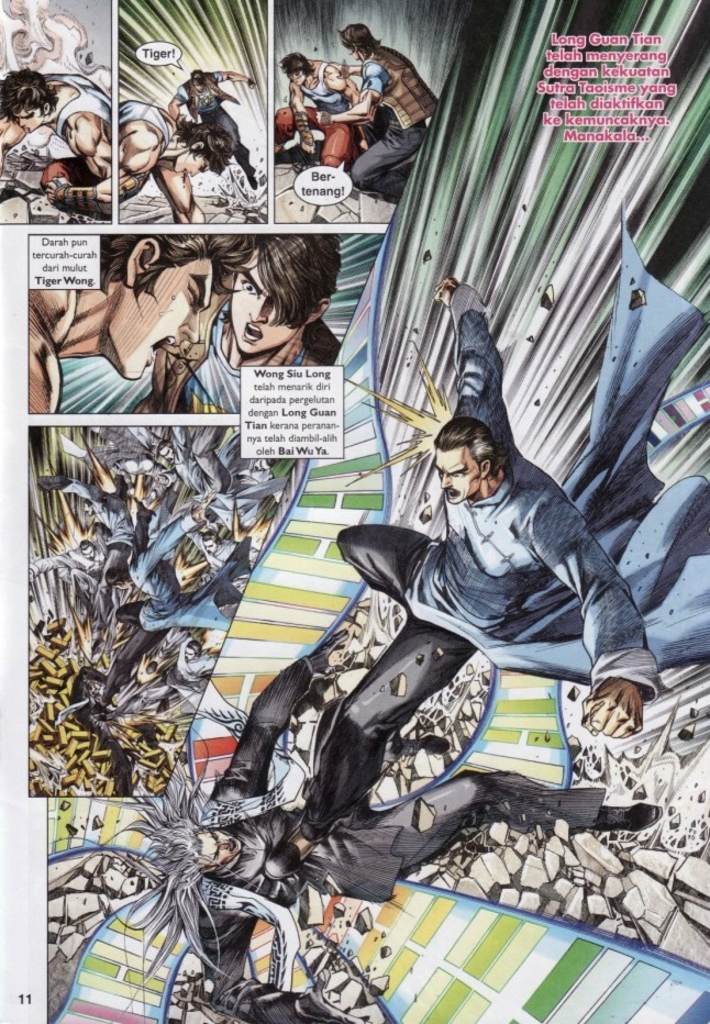 Tiger!
Ber-
tenang!
Long Guan Tian
telah menyerang
dengan kekuatan
Sutra Taoisme yang
telah diaktifkan
ke kemuncaknya.
Manakala...
Darah pun
tercurah-curah
dari mulut
Tiger Wong.
Wong Siu Long
telah menarik diri
daripada pergelutan
dengan Long Guan
Tian kerana peranan-
nya telah diambil-alih
oleh Bai Wu Ya.
11